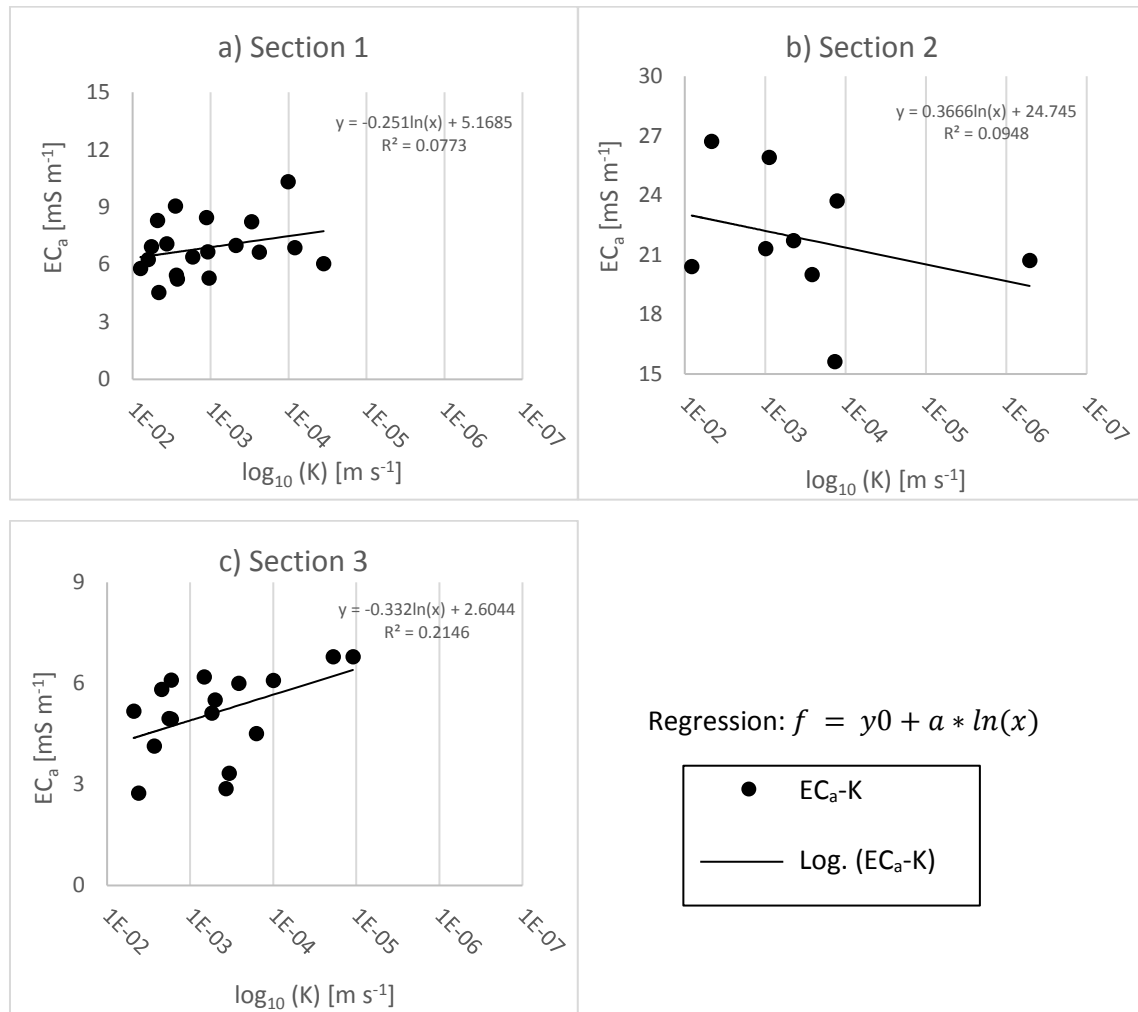 a) Section 1
15
12
9
6
3
0
ECa [mS m-1]
y = -0.251ln(x) + 5.1685
R² = 0.0773
1E-02
1E-03
1E-04
1E-05
1E-06
1E-07
log10 (K) [m s-1]
b) Section 2
30
27
24
21
18
15
ECa [mS m-1]
y = 0.3666ln(x) + 24.745
R² = 0.0948
1E-02
1E-03
1E-04
1E-05
1E-06
1E-07
log10 (K) [m s-1]
c) Section 3
9
6
3
0
ECa [mS m-1]
y = -0.332ln(x) + 2.6044
R² = 0.2146
1E-02
1E-03
1E-04
1E-05
1E-06
1E-07
log10 (K) [m s-1]
Regression: f = y0 + a * ln(x)
ECa-K
Log. (ECa-K)